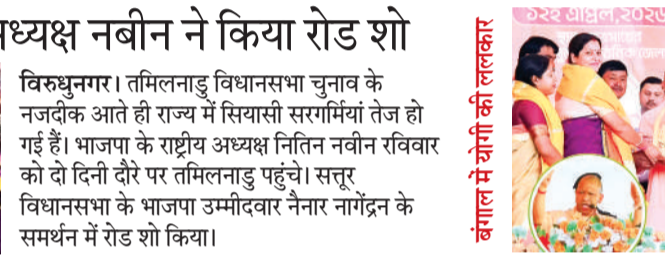 ध्यक्ष नबीन ने किया रोड शो
विरुधुनगर। तमिलनाडु विधानसभा चुनाव के
नजदीक आते ही राज्य में सियासी सरगर्मियां तेज हो
गई हैं। भाजपा के राष्ट्रीय अध्यक्ष नितिन नवीन रविवार
को दो दिनी दौरे पर तमिलनाडु पहुंचे। सत्तूर
विधानसभा के भाजपा उम्मीदवार नैनार नागेंद्रन के
समर्थन में रोड शो किया।
बंगाल में योगी की ललकार